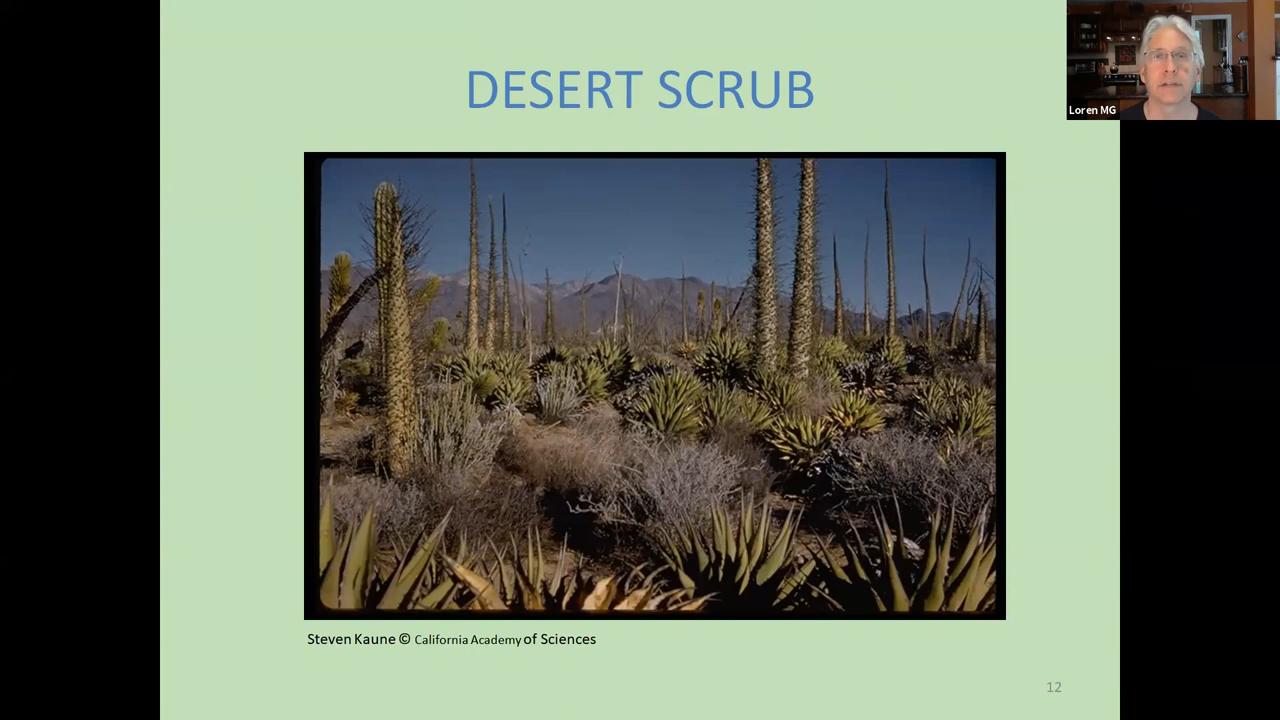 DESERT SCRUB
Loren MG
Steven Kaune © California Academy of Sciences
12